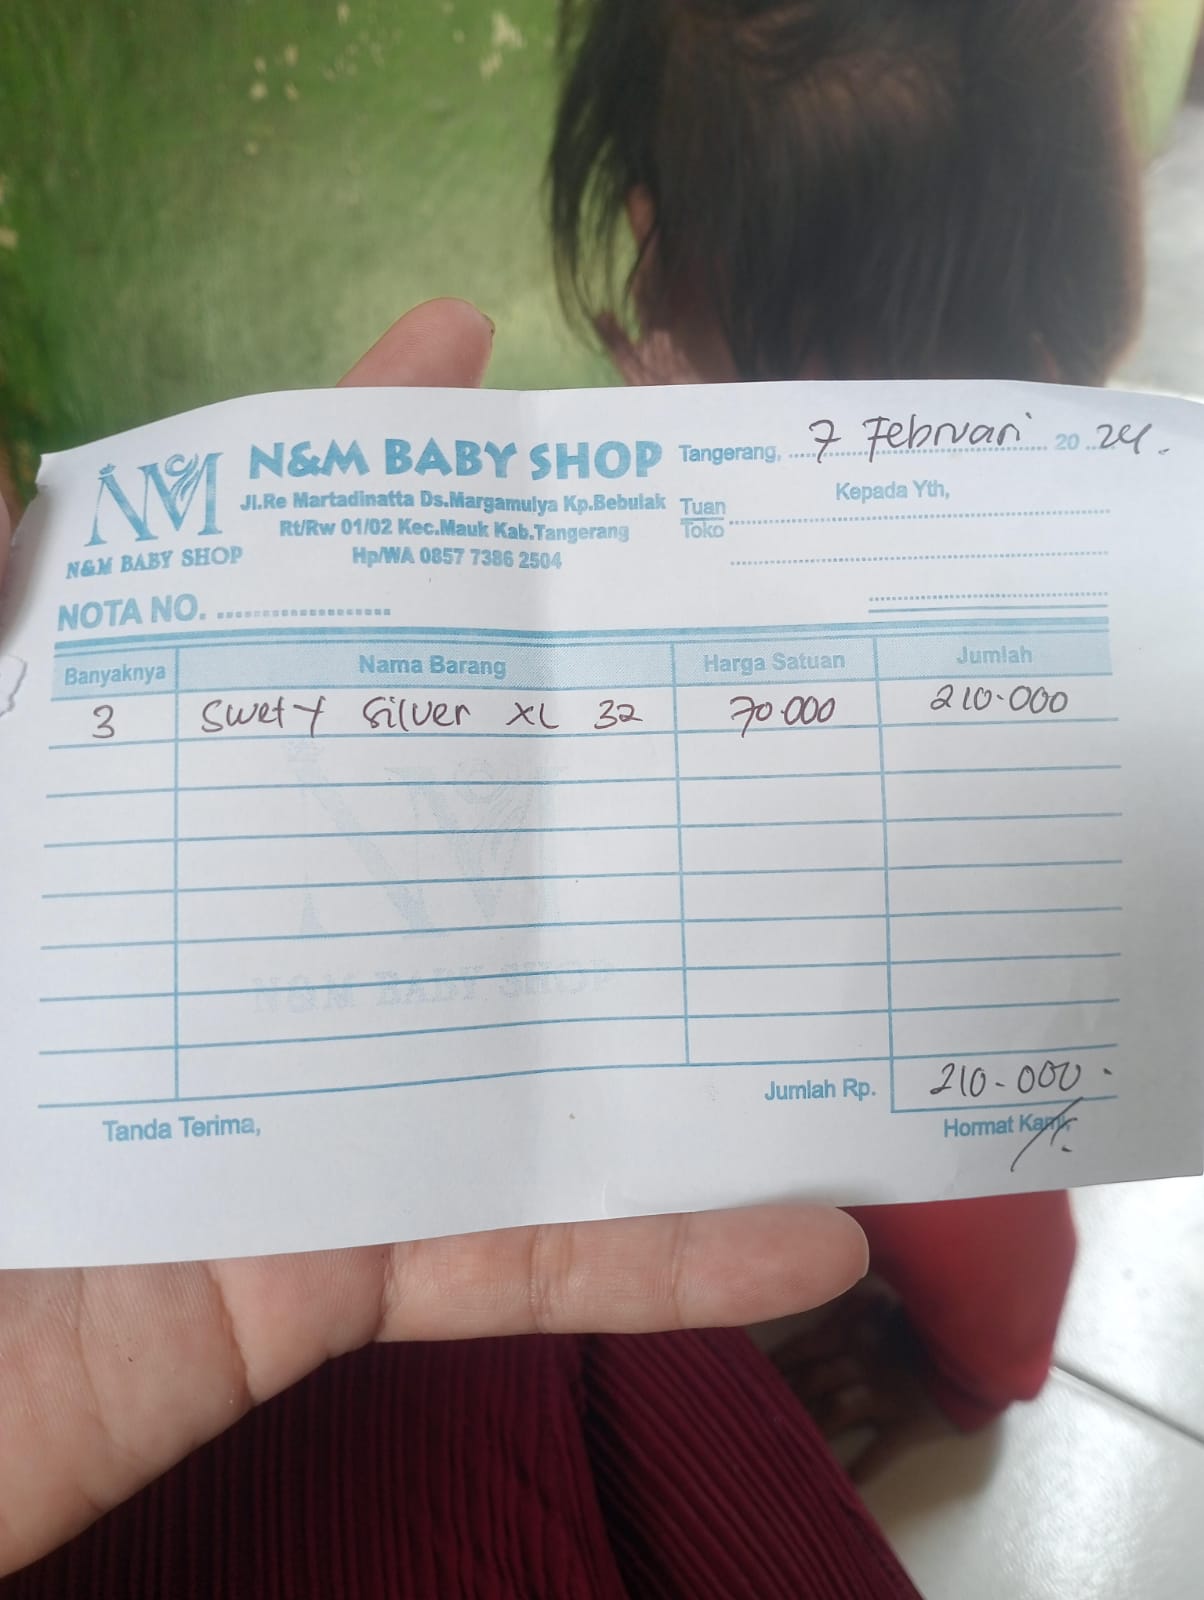 N&M BABY SHOP
Jl.Re Martadinatta Ds.Margamulya Kp.Bebulak
Rt/Rw 01/02 Kec.Mauk Kab.Tangerang
Hp/WA 0857 7386 2504
NM
N&M BABY SHOP
Tangerang, 7 Februari 2024.
Kepada Yth,
Tuan
Toko
NOTA NO.
Banyaknya Nama Barang Harga Satuan Jumlah
3 Swety Silver XL 32 70.000 210.000
N&M BABY SHOP
Jumlah Rp. 210-000.
Tanda Terima, Hormat Kami,